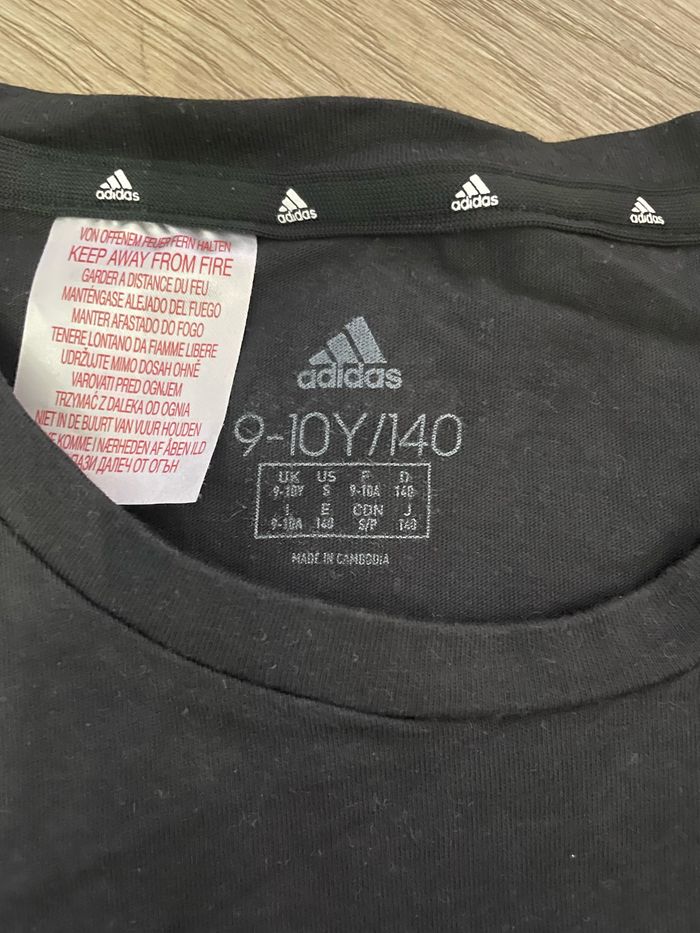 adidas
adidas
adidas
adidas
VON OFFENEM FEUER FERN HALTEN
KEEP AWAY FROM FIRE
GARDER A DISTANCE DU FEU
MANTÉNGASE ALEJADO DEL FUEGO
MANTER AFASTADO DO FOGO
TENERE LONTANO DA FIAMME LIBERE
UDRŽUJTE MIMO DOSAH OHNĚ
VAROVATI PRED OGNJEM
TRZYMAĆ Z DALEKA OD OGNIA
NIET IN DE BUURT VAN VUUR HOUDEN
KOMME I NÆRHEDEN AF ÅBEN ILD
ДАЛЕЧ ОТ ОГЪН
adidas
9-10Y/140
UK US F D
9-10Y S 9-10A 140
I E CDN J
9-10A 140 S/P 140
MADE IN CAMBODIA